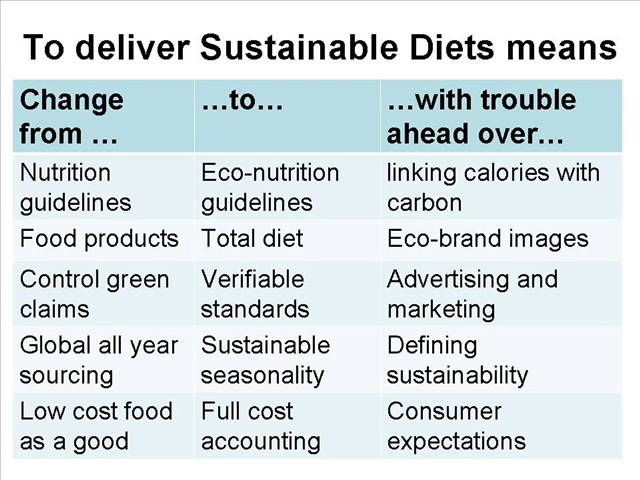 To deliver Sustainable Diets means
Change from …
…to…
…with trouble ahead over…
Nutrition guidelines
Eco-nutrition guidelines
linking calories with carbon
Food products
Total diet
Eco-brand images
Control green claims
Verifiable standards
Advertising and marketing
Global all year sourcing
Sustainable seasonality
Defining sustainability
Low cost food as a good
Full cost accounting
Consumer expectations